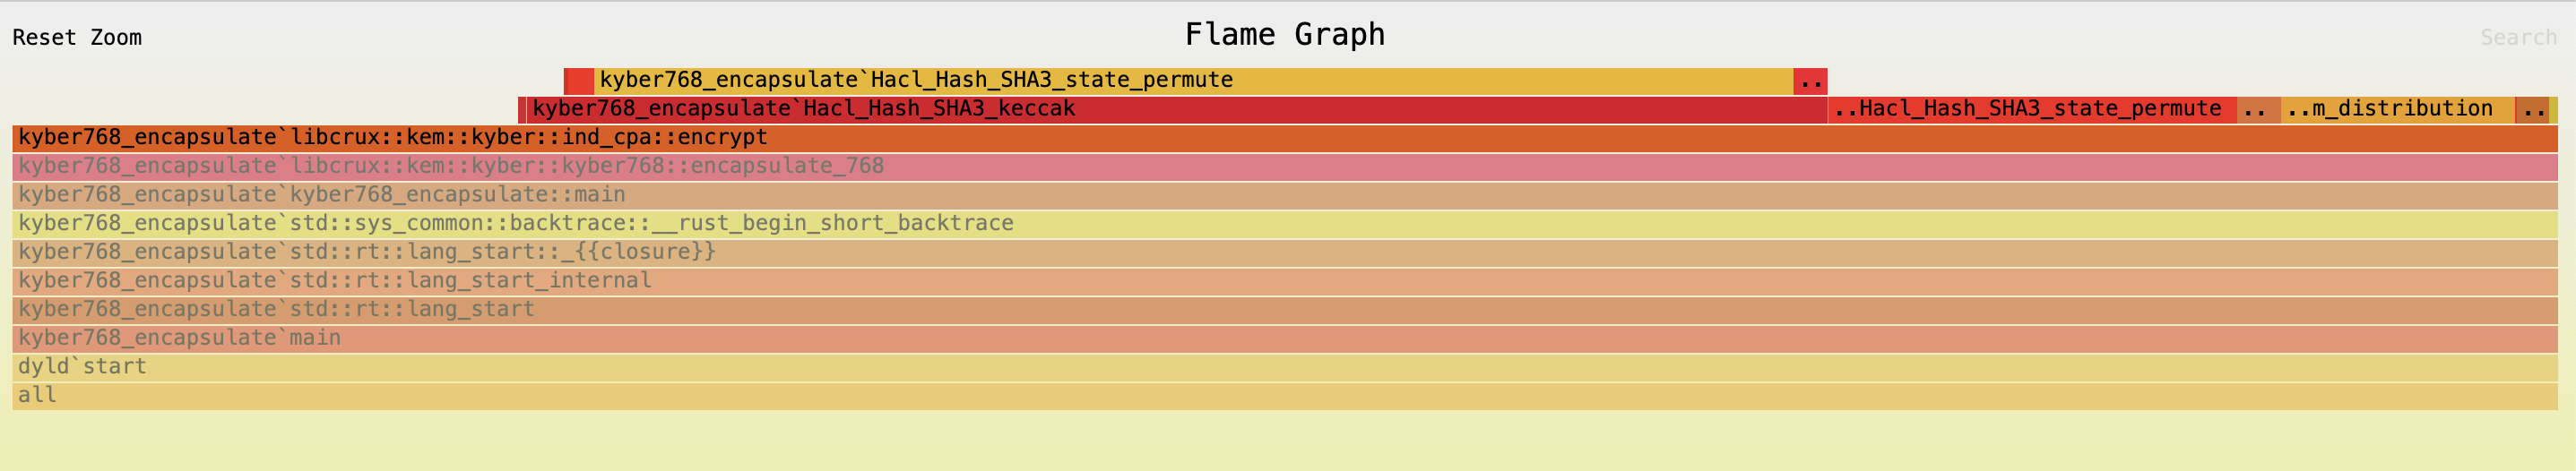 Reset Zoom Flame Graph Search
kyber768_encapsulate`Hacl_Hash_SHA3_state_permute ..
kyber768_encapsulate`Hacl_Hash_SHA3_keccak ..Hacl_Hash_SHA3_state_permute .. ..m_distribution ..
kyber768_encapsulate`libcrux::kem::kyber::ind_cpa::encrypt
kyber768_encapsulate`libcrux::kem::kyber::kyber768::encapsulate_768
kyber768_encapsulate`kyber768_encapsulate::main
kyber768_encapsulate`std::sys_common::backtrace::__rust_begin_short_backtrace
kyber768_encapsulate`std::rt::lang_start::_{{closure}}
kyber768_encapsulate`std::rt::lang_start_internal
kyber768_encapsulate`std::rt::lang_start
kyber768_encapsulate`main
dyld`start
all